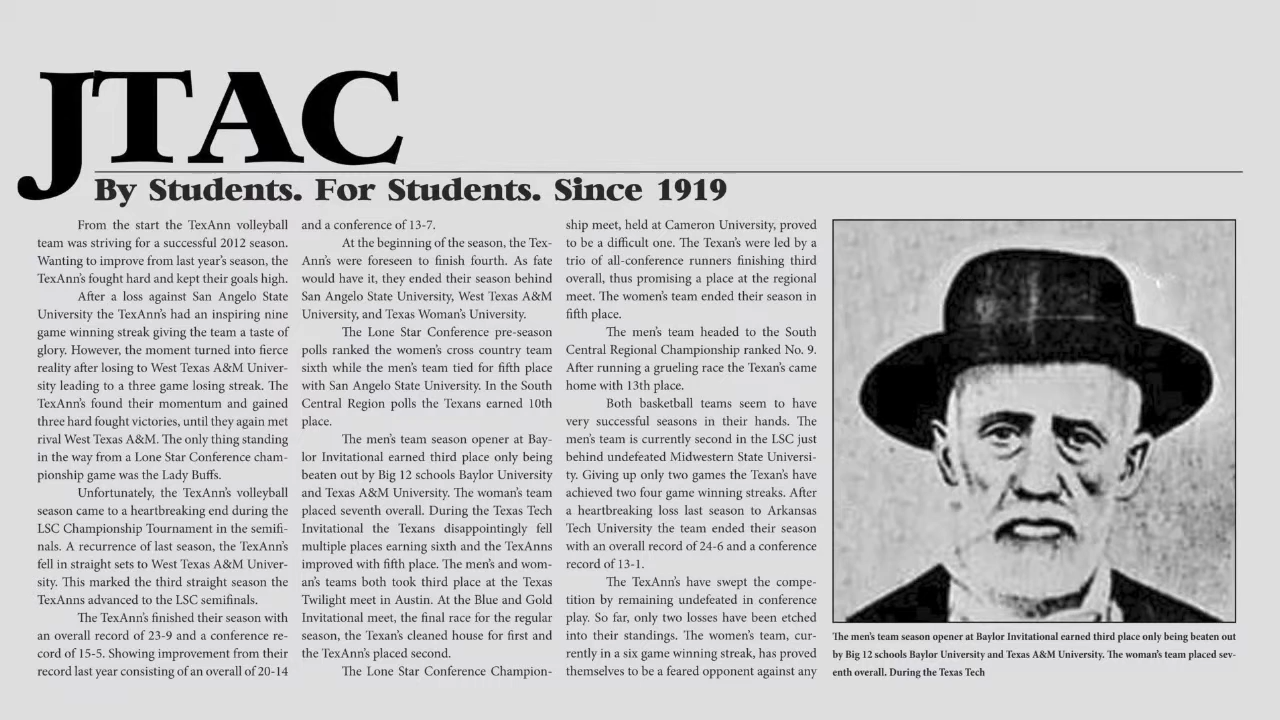 JTAC
By Students. For Students. Since 1919
From the start the TexAnn volleyball
team was striving for a successful 2012 season.
Wanting to improve from last year's season, the
TexAnn's fought hard and kept their goals high.
After a loss against San Angelo State
University the TexAnn's had an inspiring nine
game winning streak giving the team a taste of
glory. However, the moment turned into fierce
reality after losing to West Texas A&M Univer-
sity leading to a three game losing streak. The
TexAnn's found their momentum and gained
three hard fought victories, until they again met
rival West Texas A&M. The only thing standing
in the way from a Lone Star Conference cham-
pionship game was the Lady Buffs.
Unfortunately, the TexAnn's volleyball
season came to a heartbreaking end during the
LSC Championship Tournament in the semifi-
nals. A recurrence of last season, the TexAnn's
fell in straight sets to West Texas A&M Univer-
sity. This marked the third straight season the
TexAnns advanced to the LSC semifinals.
The TexAnn's finished their season with
an overall record of 23-9 and a conference re-
cord of 15-5. Showing improvement from their
record last year consisting of an overall of 20-14
and a conference of 13-7.
At the beginning of the season, the Tex-
Ann's were foreseen to finish fourth. As fate
would have it, they ended their season behind
San Angelo State University, West Texas A&M
University, and Texas Woman's University.
The Lone Star Conference pre-season
polls ranked the women's cross country team
sixth while the men's team tied for fifth place
with San Angelo State University. In the South
Central Region polls the Texans earned 10th
place.
The men's team season opener at Bay-
lor Invitational earned third place only being
beaten out by Big 12 schools Baylor University
and Texas A&M University. The woman's team
placed seventh overall. During the Texas Tech
Invitational the Texans disappointingly fell
multiple places earning sixth and the TexAnns
improved with fifth place. The men's and wom-
an's teams both took third place at the Texas
Twilight meet in Austin. At the Blue and Gold
Invitational meet, the final race for the regular
season, the Texan's cleaned house for first and
the TexAnn's placed second.
The Lone Star Conference Champion-
ship meet, held at Cameron University, proved
to be a difficult one. The Texan's were led by a
trio of all-conference runners finishing third
overall, thus promising a place at the regional
meet. The women's team ended their season in
fifth place.
The men's team headed to the South
Central Regional Championship ranked No. 9.
After running a grueling race the Texan's came
home with 13th place.
Both basketball teams seem to have
very successful seasons in their hands. The
men's team is currently second in the LSC just
behind undefeated Midwestern State Universi-
ty. Giving up only two games the Texan's have
achieved two four game winning streaks. After
a heartbreaking loss last season to Arkansas
Tech University the team ended their season
with an overall record of 24-6 and a conference
record of 13-1.
The TexAnn's have swept the compe-
tition by remaining undefeated in conference
play. So far, only two losses have been etched
into their standings. The women's team, cur-
rently in a six game winning streak, has proved
themselves to be a feared opponent against any
The men's team season opener at Baylor Invitational earned third place only being beaten out
by Big 12 schools Baylor University and Texas A&M University. The woman's team placed sev-
enth overall. During the Texas Tech